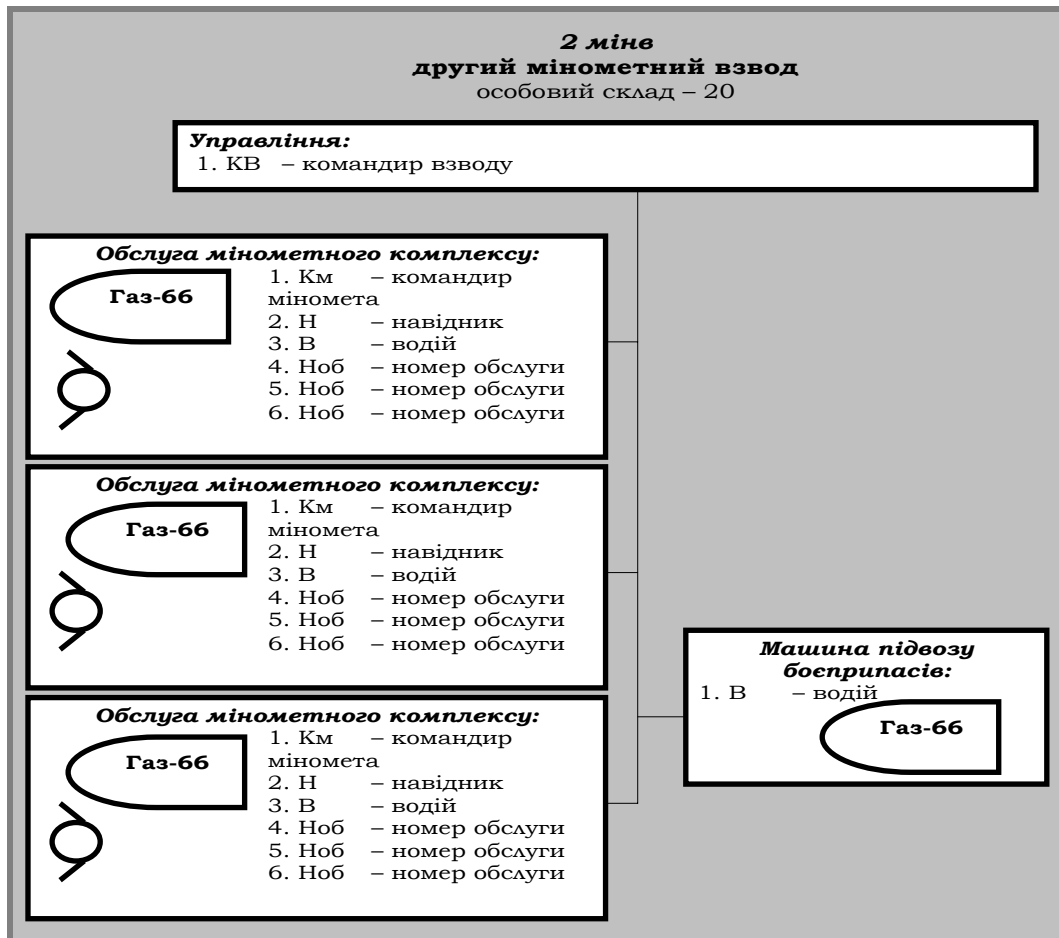 2 мінв
другий мінометний взвод
особовий склад – 20
Управління:
1. КВ – командир взводу
Обслуга мінометного комплексу:
Газ-66
1. Км – командир
міномета
2. Н – навідник
3. В – водій
4. Ноб – номер обслуги
5. Ноб – номер обслуги
6. Ноб – номер обслуги
Обслуга мінометного комплексу:
Газ-66
1. Км – командир
міномета
2. Н – навідник
3. В – водій
4. Ноб – номер обслуги
5. Ноб – номер обслуги
6. Ноб – номер обслуги
Обслуга мінометного комплексу:
Газ-66
1. Км – командир
міномета
2. Н – навідник
3. В – водій
4. Ноб – номер обслуги
5. Ноб – номер обслуги
6. Ноб – номер обслуги
Машина підвозу
боєприпасів:
1. В – водій
Газ-66